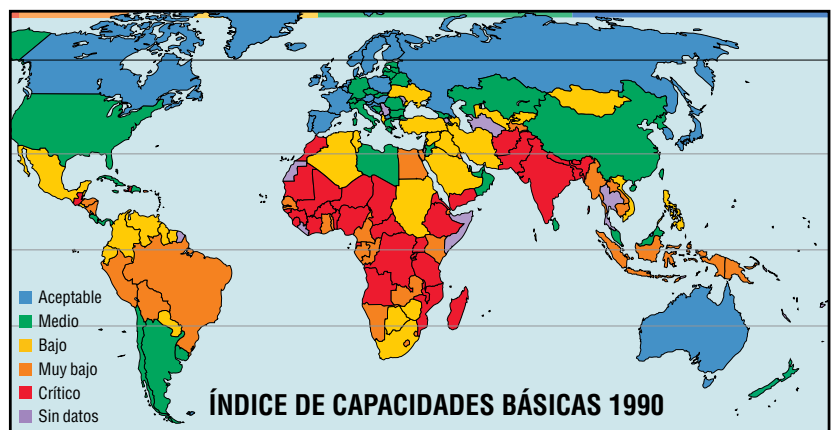 Aceptable
Medio
Bajo
Muy bajo
Crítico
Sin datos
ÍNDICE DE CAPACIDADES BÁSICAS 1990